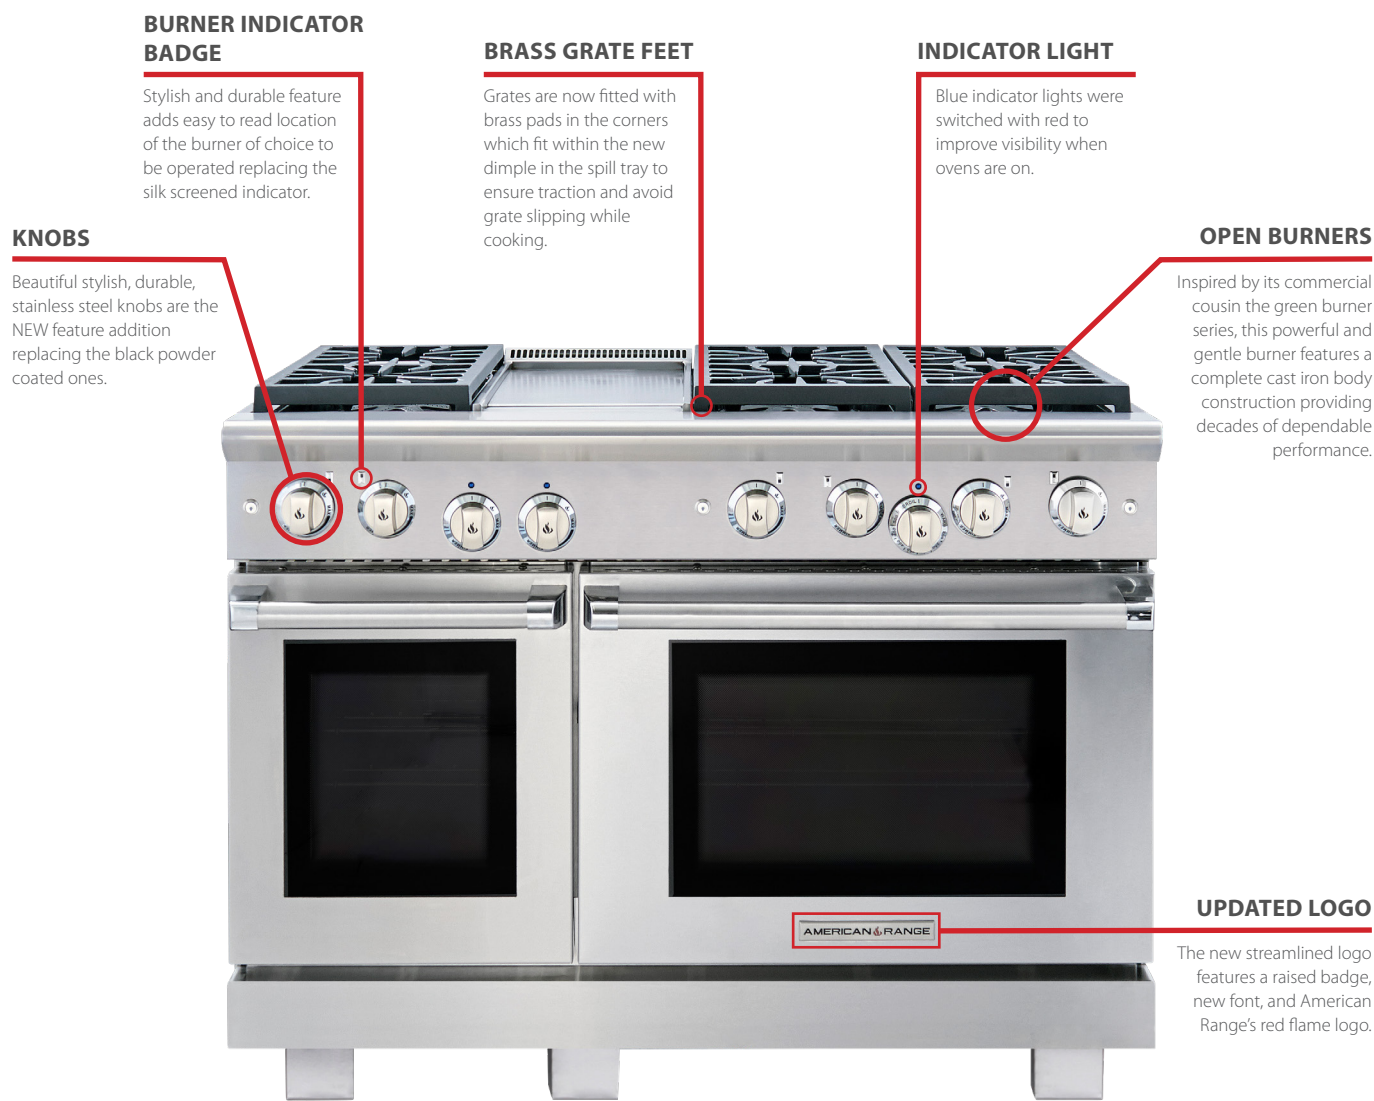 BURNER INDICATOR
BADGE
Stylish and durable feature
adds easy to read location
of the burner of choice to
be operated replacing the
silk screened indicator.
BRASS GRATE FEET
Grates are now fitted with
brass pads in the corners
which fit within the new
dimple in the spill tray to
ensure traction and avoid
grate slipping while
cooking.
INDICATOR LIGHT
Blue indicator lights were
switched with red to
improve visibility when
ovens are on.
KNOBS
Beautiful stylish, durable,
stainless steel knobs are the
NEW feature addition
replacing the black powder
coated ones.
OPEN BURNERS
Inspired by its commercial
cousin the green burner
series, this powerful and
gentle burner features a
complete cast iron body
construction providing
decades of dependable
performance.
AMERICAN RANGE
UPDATED LOGO
The new streamlined logo
features a raised badge,
new font, and American
Range's red flame logo.